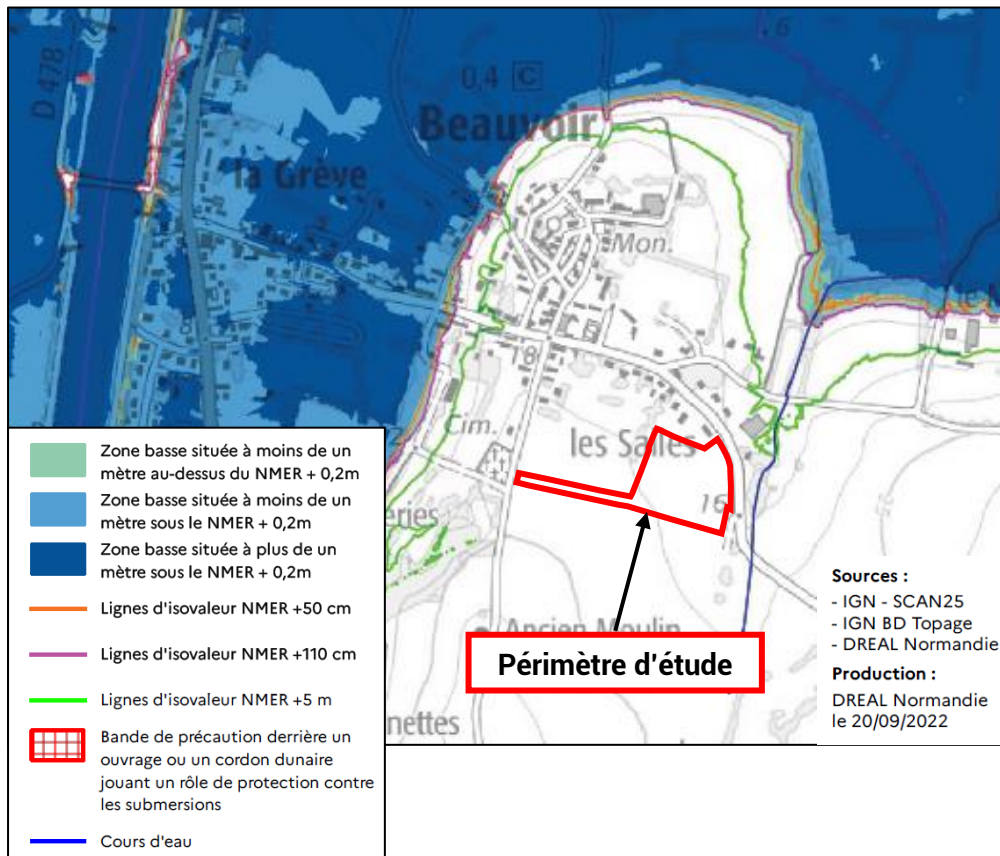 D 478
6
0,4 C
Beauvoir
la Grève
Mon.
18
Cim.
les Salles
16
eries
Ancien Moulin
nettes
Périmètre d'étude
Zone basse située à moins de un
mètre au-dessus du NMER + 0,2m
Zone basse située à moins de un
mètre sous le NMER + 0,2m
Zone basse située à plus de un
mètre sous le NMER + 0,2m
Lignes d'isovaleur NMER +50 cm
Lignes d'isovaleur NMER +110 cm
Lignes d'isovaleur NMER +5 m
Bande de précaution derrière un
ouvrage ou un cordon dunaire
jouant un rôle de protection contre
les submersions
Cours d'eau
Sources :
- IGN - SCAN25
- IGN BD Topage
- DREAL Normandie
Production :
DREAL Normandie
le 20/09/2022